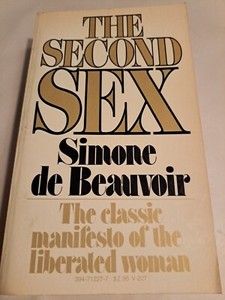 THE
SECOND
SEX
Simone
de Beauvoir
The classic
manifesto of the
liberated woman